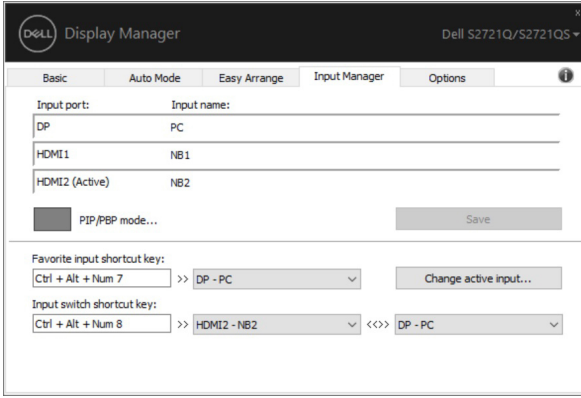 DELL Display Manager
x
Dell S2721Q/S2721QS
Basic Auto Mode Easy Arrange Input Manager Options i
Input port: Input name:
DP PC
HDMI1 NB1
HDMI2 (Active) NB2
PIP/PBP mode... Save
Favorite input shortcut key:
Ctrl + Alt + Num 7 >> DP - PC Change active input...
Input switch shortcut key:
Ctrl + Alt + Num 8 >> HDMI2 - NB2 <<>> DP - PC